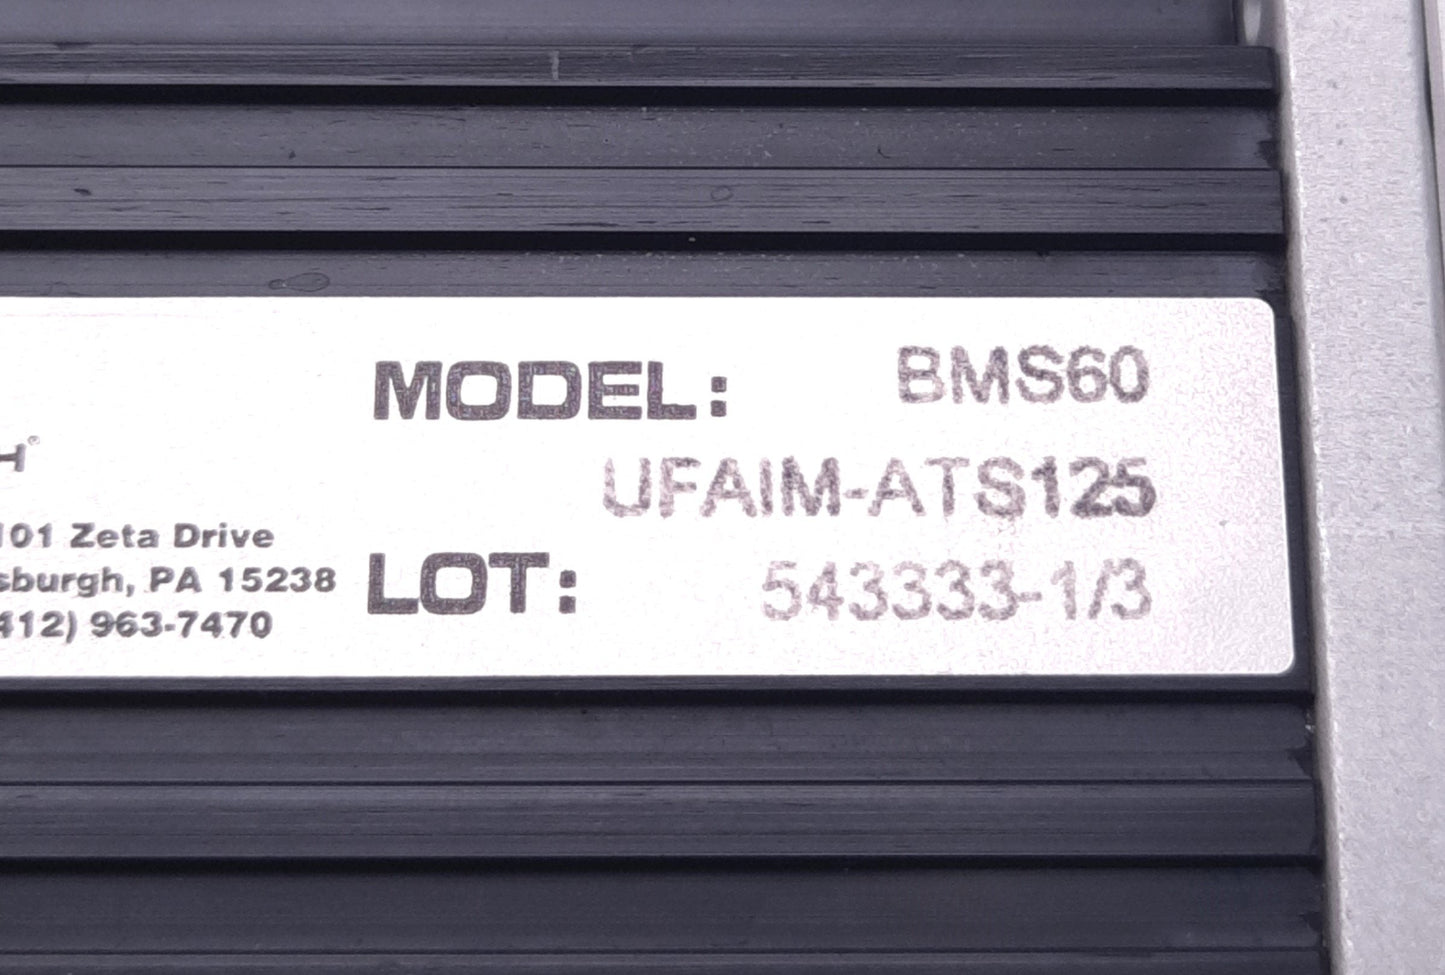 MODEL: BMS60
UFAIM-ATS125
H®
101 Zeta Drive
sburgh, PA 15238
LOT: 543333-1/3
412) 963-7470